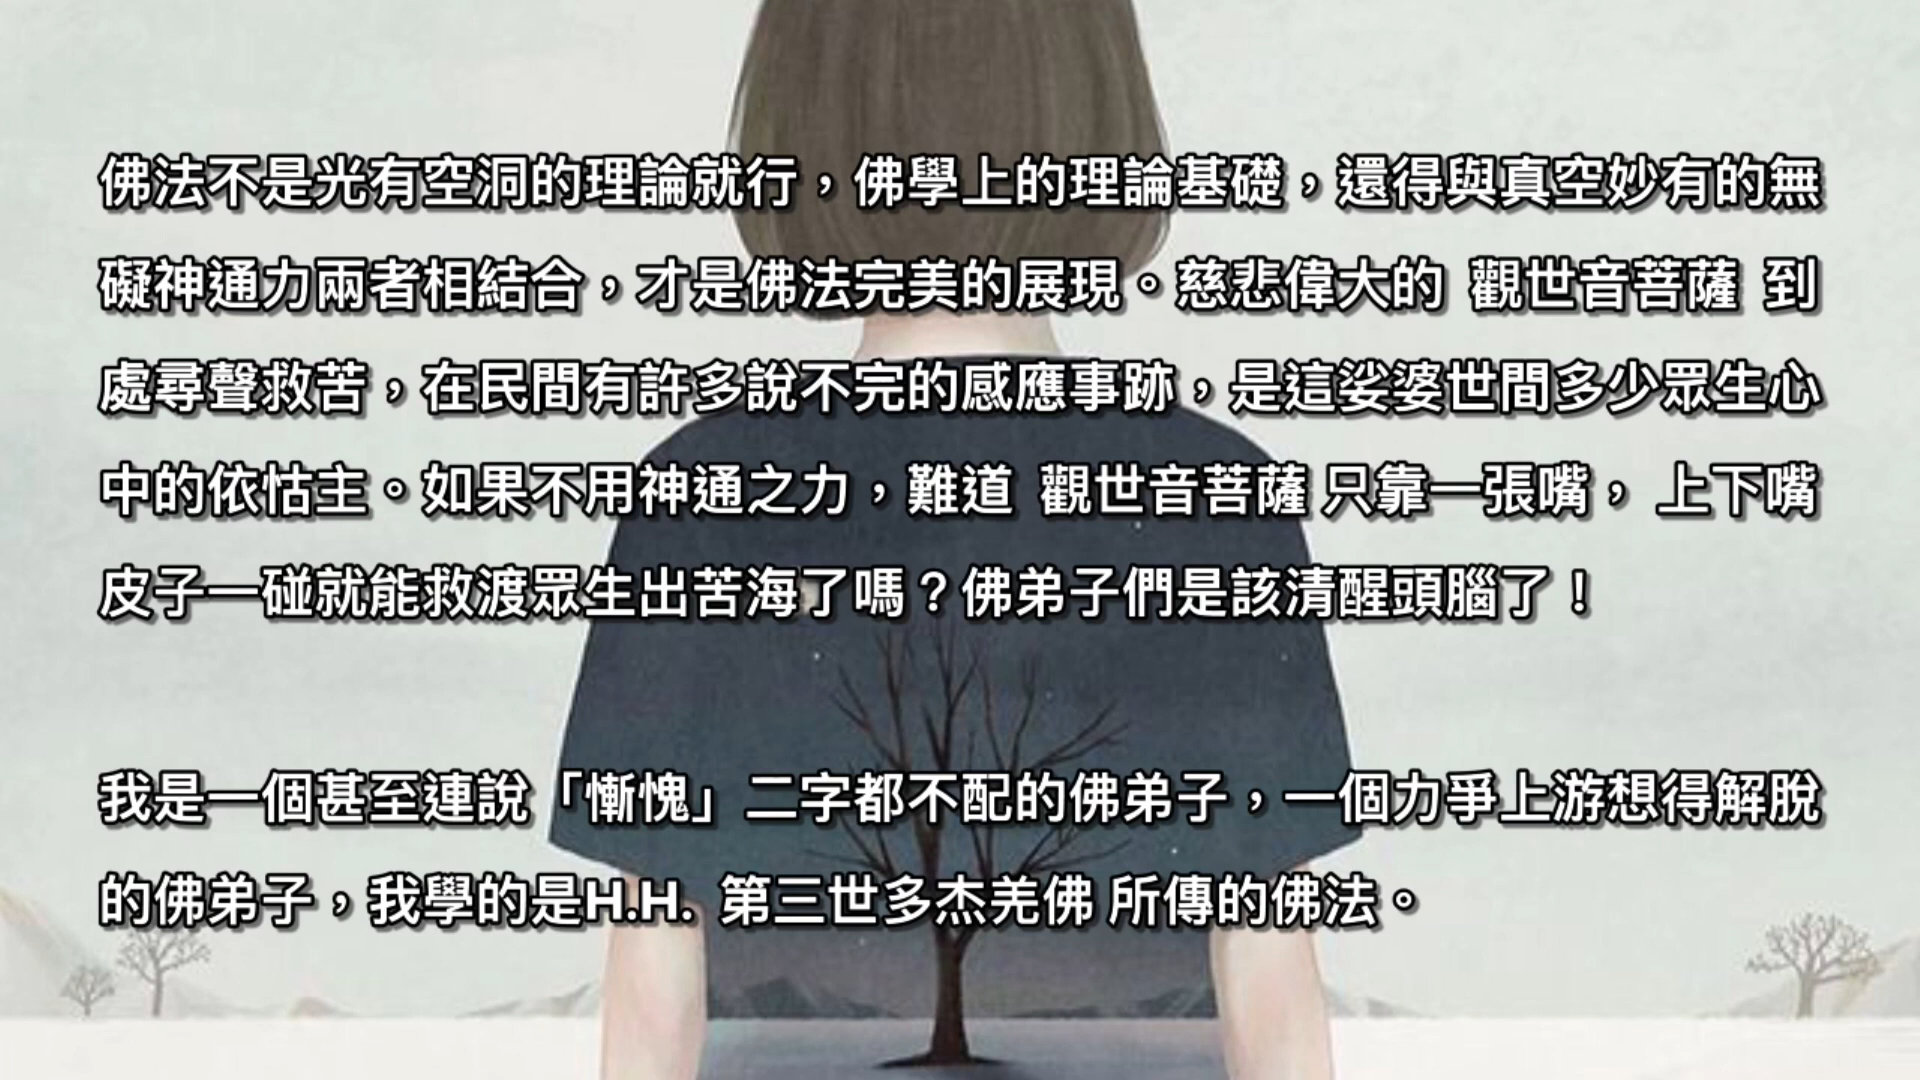 佛法不是光有空洞的理論就行，佛學上的理論基礎，還得與真空妙有的無
礙神通力兩者相結合，才是佛法完美的展現。慈悲偉大的 觀世音菩薩 到
處尋聲救苦，在民間有許多說不完的感應事跡，是這娑婆世間多少眾生心
中的依怙主。如果不用神通之力，難道 觀世音菩薩 只靠一張嘴， 上下嘴
皮子一碰就能救渡眾生出苦海了嗎？佛弟子們是該清醒頭腦了！
我是一個甚至連說「慚愧」二字都不配的佛弟子，一個力爭上游想得解脫
的佛弟子，我學的是H.H. 第三世多杰羌佛 所傳的佛法。